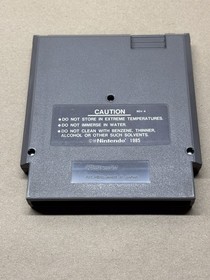 CAUTION
REV-A
●DO NOT STORE IN EXTREME TEMPERATURES.
●DO NOT IMMERSE IN WATER.
●DO NOT CLEAN WITH BENZENE, THINNER,
ALCOHOL OR OTHER SUCH SOLVENTS.
©Nintendo 1985